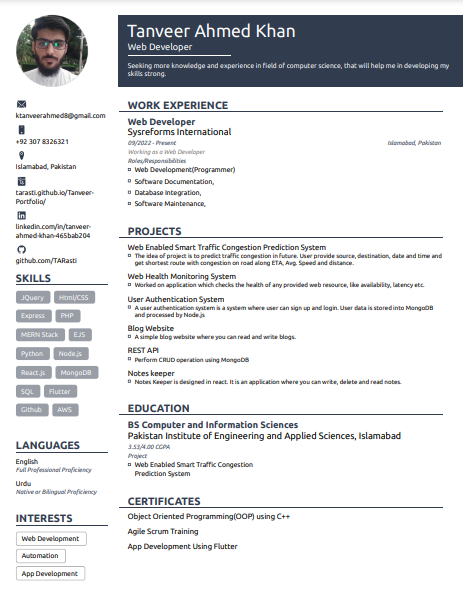 Tanveer Ahmed Khan
Web Developer
Seeking more knowledge and experience in field of computer science, that will help me in developing my
skills strong.
ktanveerahmed8@gmail.com
+92 307 8326321
Islamabad, Pakistan
tarasti.github.io/Tanveer-
Portfolio/
linkedin.com/in/tanveer-
ahmed-khan-465bab204
github.com/TARasti
SKILLS
JQuery Html/CSS
Express PHP
MERN Stack EJS
Python Node.js
React.js MongoDB
SQL Flutter
Github AWS
LANGUAGES
English
Full Professional Proficiency
Urdu
Native or Bilingual Proficiency
INTERESTS
Web Development
Automation
App Development
WORK EXPERIENCE
Web Developer
Sysreforms International
09/2022 - Present Islamabad, Pakistan
Working as a Web Developer
Roles/Responsibilities
Web Development(Programmer)
Software Documentation,
Database Integration,
Software Maintenance,
PROJECTS
Web Enabled Smart Traffic Congestion Prediction System
The idea of project is to predict traffic congestion in future. User provide source, destination, date and time and
get shortest route with congestion on road along ETA, Avg. Speed and distance.
Web Health Monitoring System
Worked on application which checks the health of any provided web resource, like availability, latency etc.
User Authentication System
A user authentication system is a system where user can sign up and login. User data is stored into MongoDB
and processed by Node.js
Blog Website
A simple blog website where you can read and write blogs.
REST API
Perform CRUD operation using MongoDB
Notes keeper
Notes Keeper is designed in react. It is an application where you can write, delete and read notes.
EDUCATION
BS Computer and Information Sciences
Pakistan Institute of Engineering and Applied Sciences, Islamabad
3.53/4.00 CGPA
Project
Web Enabled Smart Traffic Congestion
Prediction System
CERTIFICATES
Object Oriented Programming(OOP) using C++
Agile Scrum Training
App Development Using Flutter